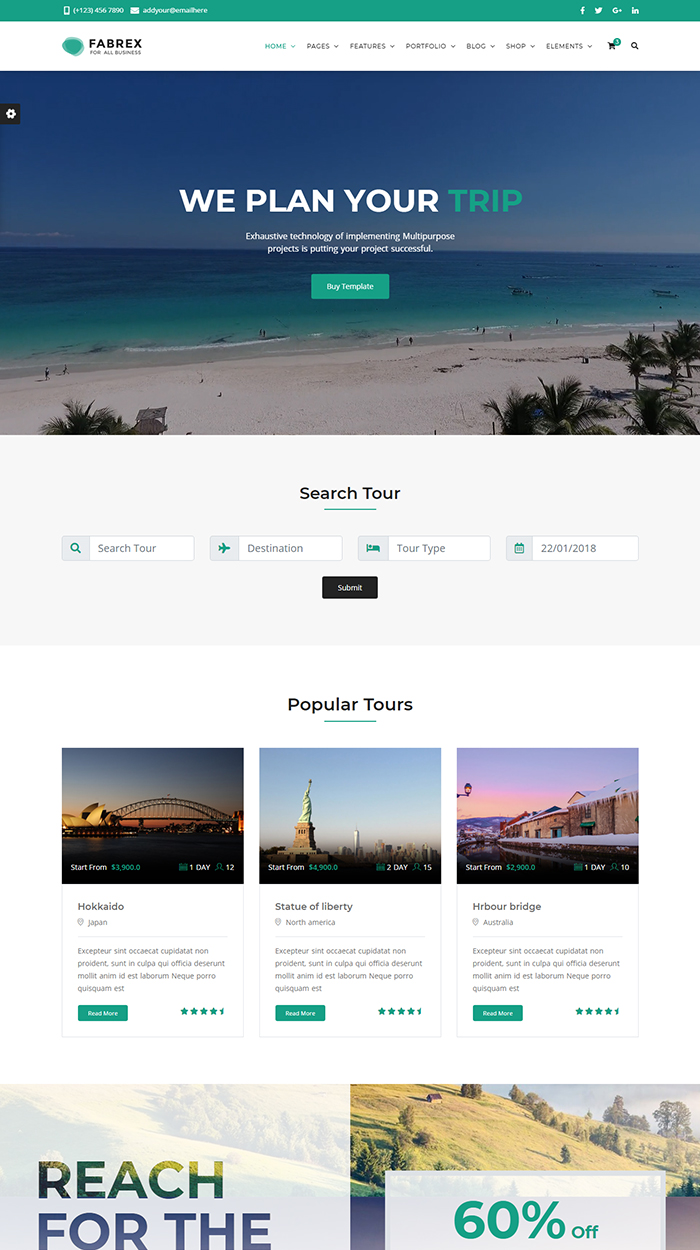 (+123) 456 7890 addyour@emailhere
FABREX
FOR ALL BUSINESS
HOME PAGES FEATURES PORTFOLIO BLOG SHOP ELEMENTS 3
WE PLAN YOUR TRIP
Exhaustive technology of implementing Multipurpose
projects is putting your project successful.
Buy Template
Search Tour
Search Tour Destination Tour Type 22/01/2018
Submit
Popular Tours
Start From $3,900.0 1 DAY 12
Hokkaido
Japan
Excepteur sint occaecat cupidatat non
proident, sunt in culpa qui officia deserunt
mollit anim id est laborum Neque porro
quisquam est
Read More
Start From $4,900.0 2 DAY 15
Statue of liberty
North america
Excepteur sint occaecat cupidatat non
proident, sunt in culpa qui officia deserunt
mollit anim id est laborum Neque porro
quisquam est
Read More
Start From $2,900.0 1 DAY 10
Hrbour bridge
Australia
Excepteur sint occaecat cupidatat non
proident, sunt in culpa qui officia deserunt
mollit anim id est laborum Neque porro
quisquam est
Read More
REACH
FOR THE
60% Off